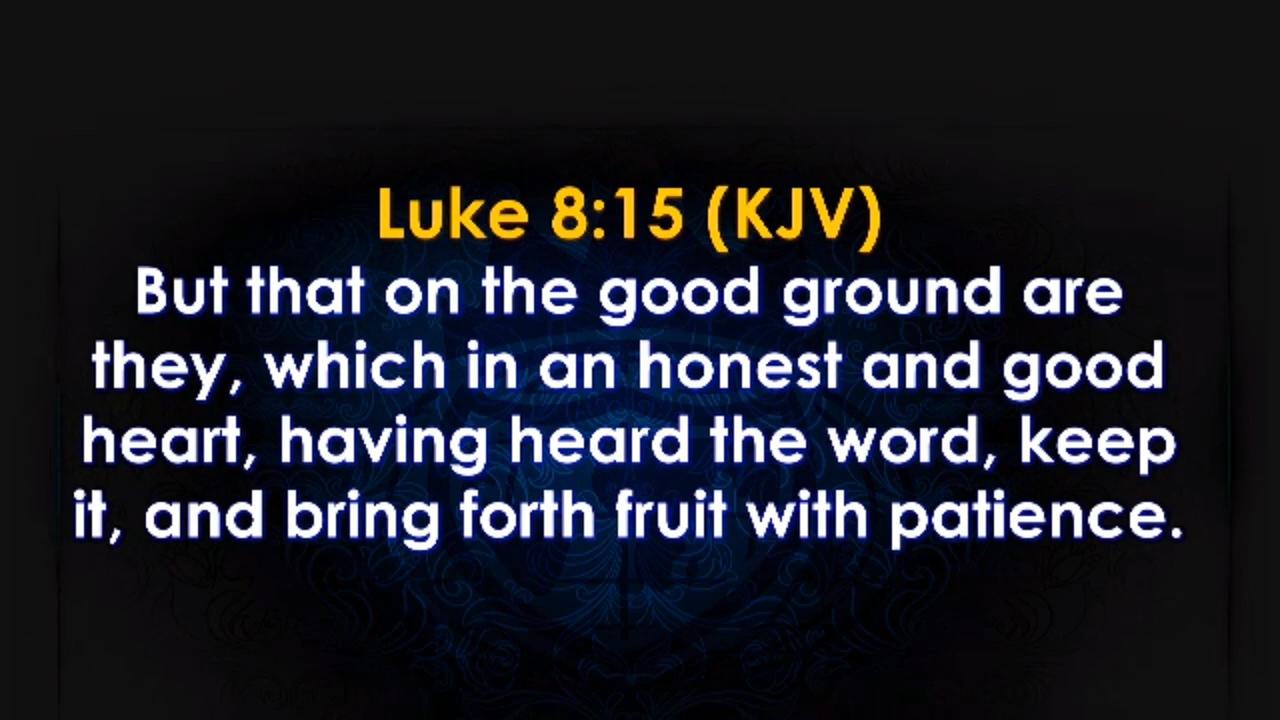 Luke 8:15 (KJV)
But that on the good ground are
they, which in an honest and good
heart, having heard the word, keep
it, and bring forth fruit with patience.